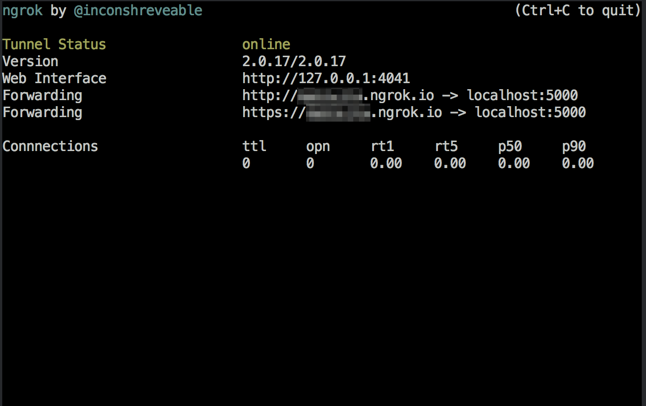 ngrok by @inconshreveable (Ctrl+C to quit)
Tunnel Status online
Version 2.0.17/2.0.17
Web Interface http://127.0.0.1:4041
Forwarding http:// .ngrok.io -> localhost:5000
Forwarding https:// .ngrok.io -> localhost:5000
Connnections ttl opn rt1 rt5 p50 p90
0 0 0.00 0.00 0.00 0.00